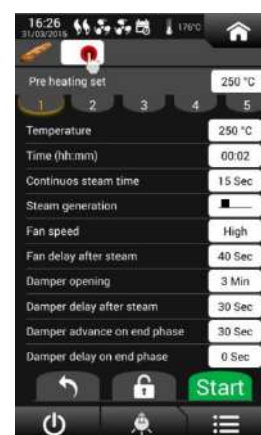 16:26
31/03/2015 176°C
Pre heating set 250 °C
1 2 3 4 5
Temperature 250 °C
Time (hh:mm) 00:02
Continuos steam time 15 Sec
Steam generation
Fan speed High
Fan delay after steam 40 Sec
Damper opening 3 Min
Damper delay after steam 30 Sec
Damper advance on end phase 30 Sec
Damper delay on end phase 0 Sec
Start